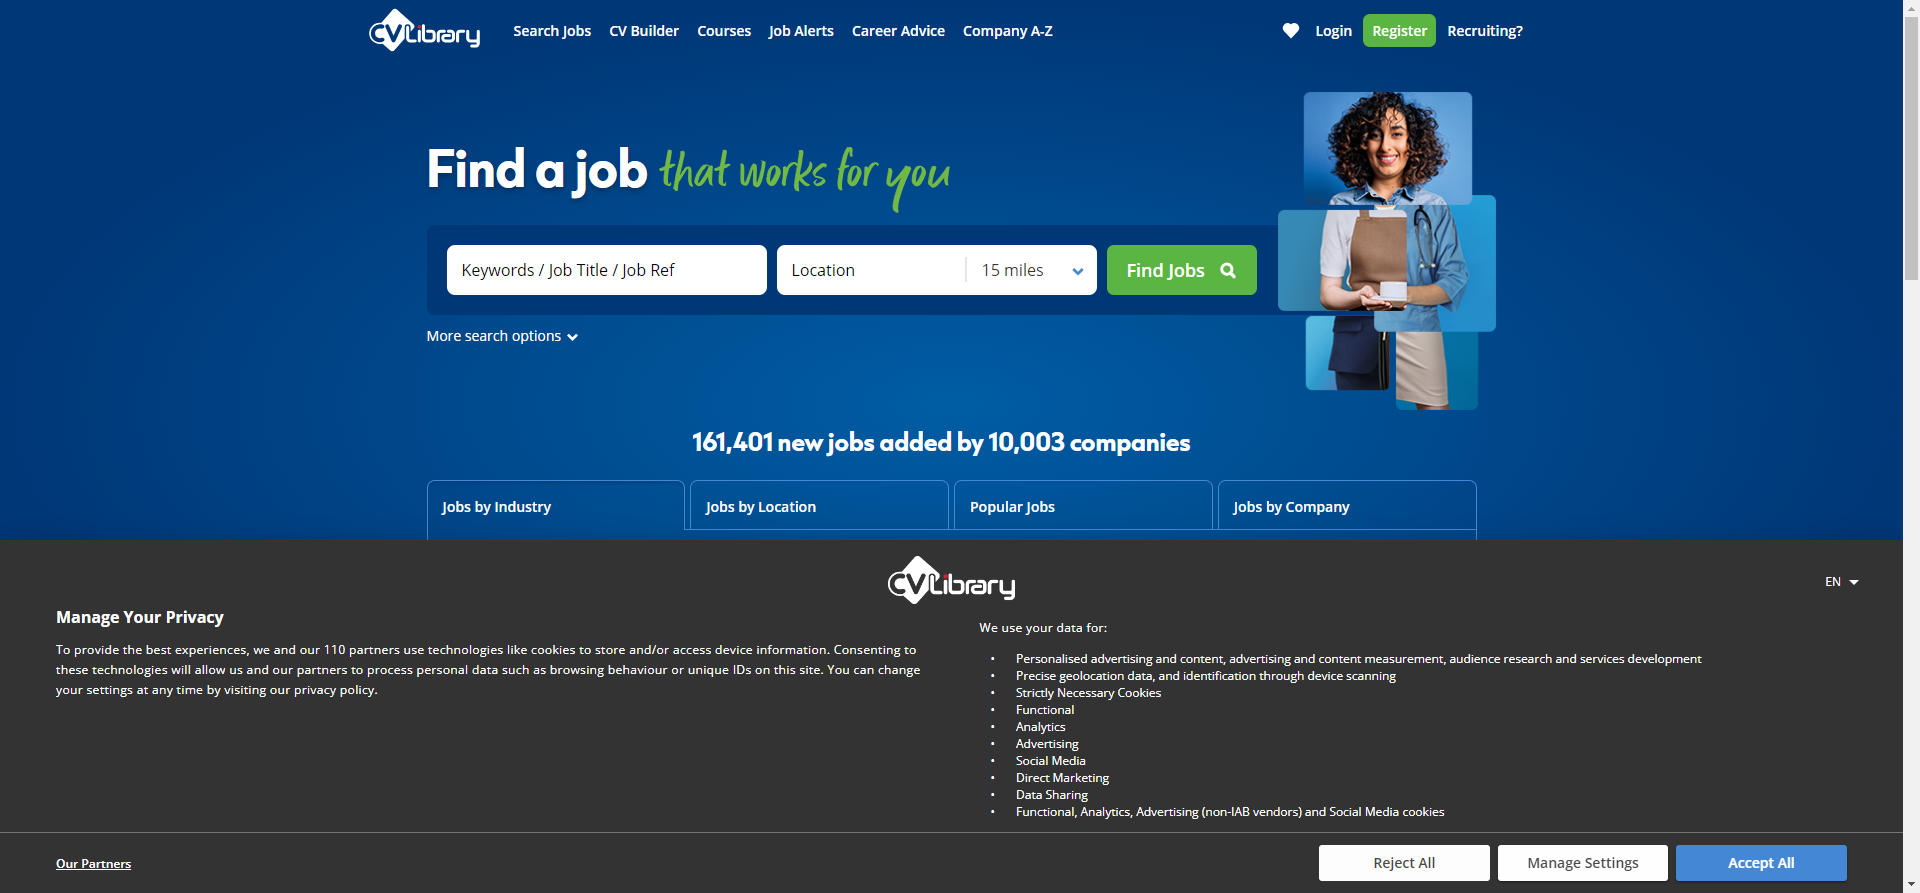 CVLibrary
Search Jobs
CV Builder
Courses
Job Alerts
Career Advice
Company A-Z
Login
Register
Recruiting?
Find a job that works for you
Keywords / Job Title / Job Ref
Location
15 miles
Find Jobs
More search options
161,401 new jobs added by 10,003 companies
Jobs by Industry
Jobs by Location
Popular Jobs
Jobs by Company
CVLibrary
EN
Manage Your Privacy
To provide the best experiences, we and our 110 partners use technologies like cookies to store and/or access device information. Consenting to
these technologies will allow us and our partners to process personal data such as browsing behaviour or unique IDs on this site. You can change
your settings at any time by visiting our privacy policy.
We use your data for:
• Personalised advertising and content, advertising and content measurement, audience research and services development
• Precise geolocation data, and identification through device scanning
• Strictly Necessary Cookies
• Functional
• Analytics
• Advertising
• Social Media
• Direct Marketing
• Data Sharing
• Functional, Analytics, Advertising (non-IAB vendors) and Social Media cookies
Our Partners
Reject All
Manage Settings
Accept All